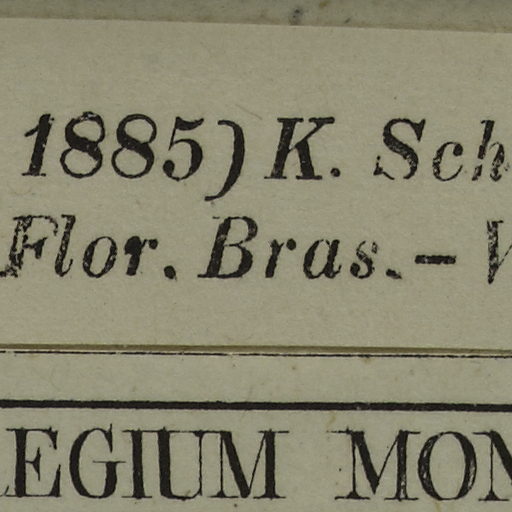 1885) K. Sch
Flor. Bras. –
EGIUM MON